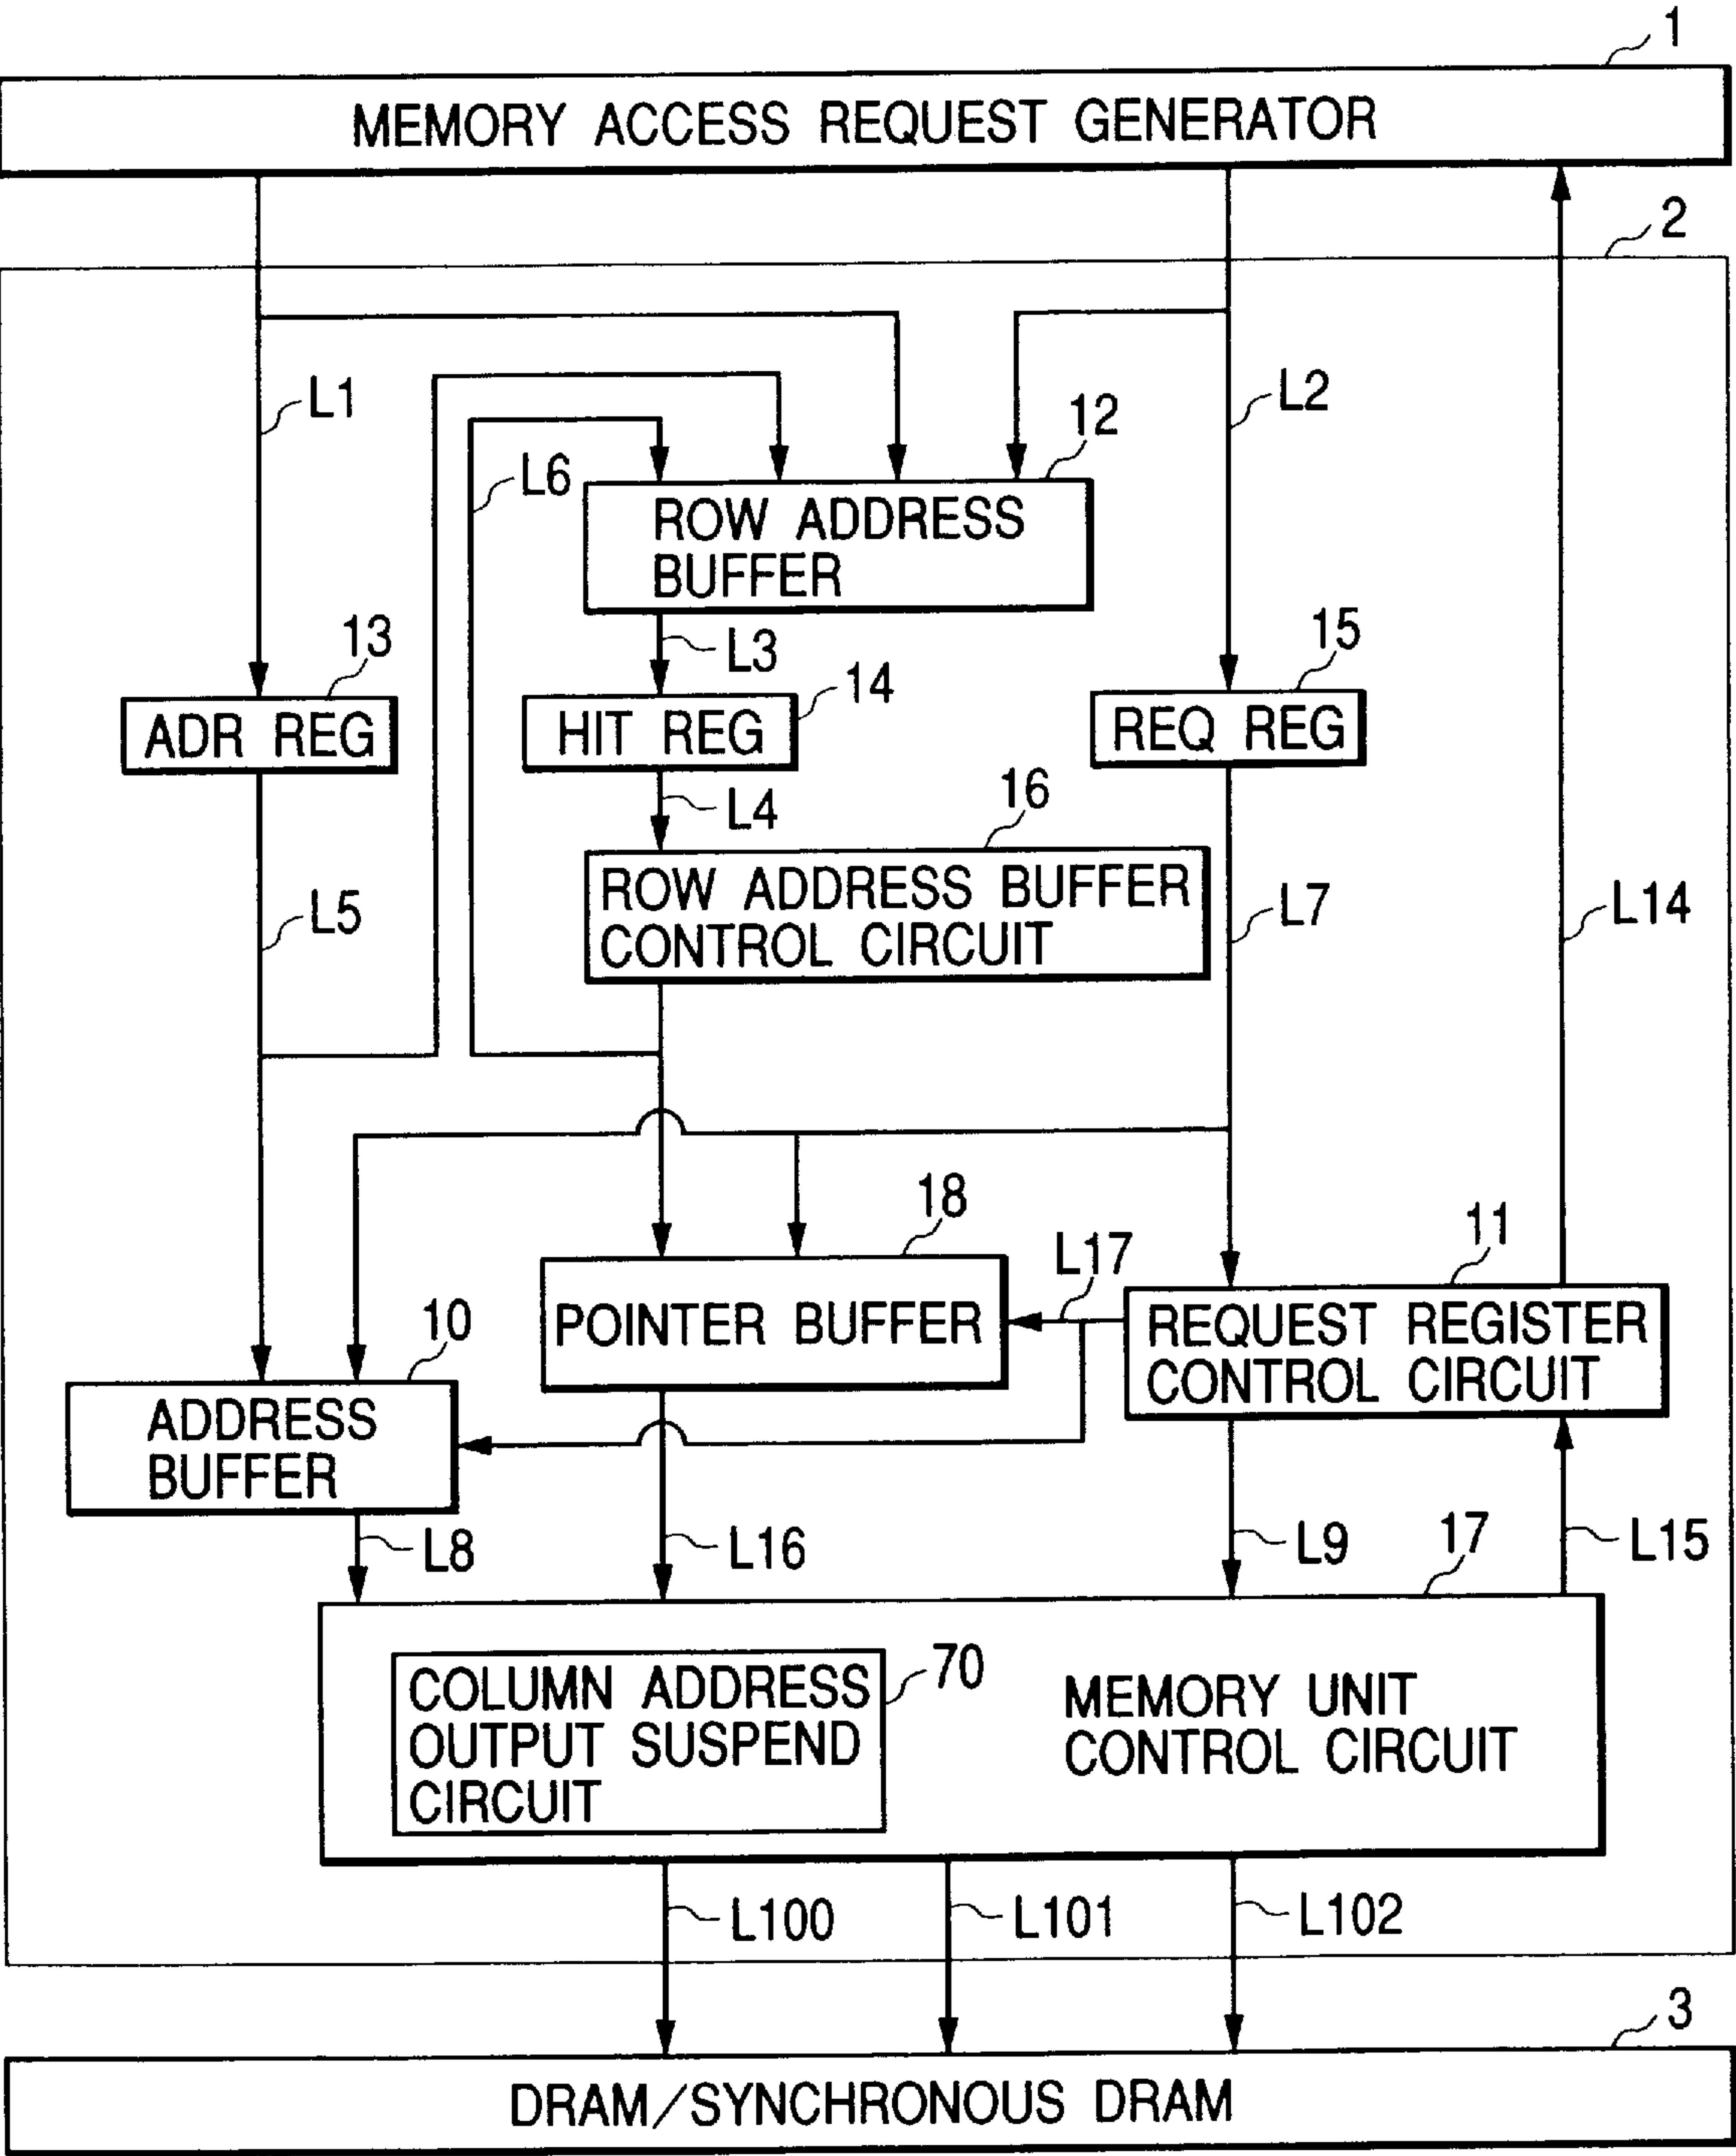 1
MEMORY ACCESS REQUEST GENERATOR
2
L1
L2
12
L6
ROW ADDRESS
BUFFER
13
L3
15
14
ADR REG
HIT REG
REQ REG
L4
16
ROW ADDRESS BUFFER
CONTROL CIRCUIT
L5
L7
L14
18
11
L17
10
POINTER BUFFER
REQUEST REGISTER
CONTROL CIRCUIT
ADDRESS
BUFFER
L8
L16
L9
17
L15
70
COLUMN ADDRESS
OUTPUT SUSPEND
CIRCUIT
MEMORY UNIT
CONTROL CIRCUIT
L100
L101
L102
3
DRAM/SYNCHRONOUS DRAM